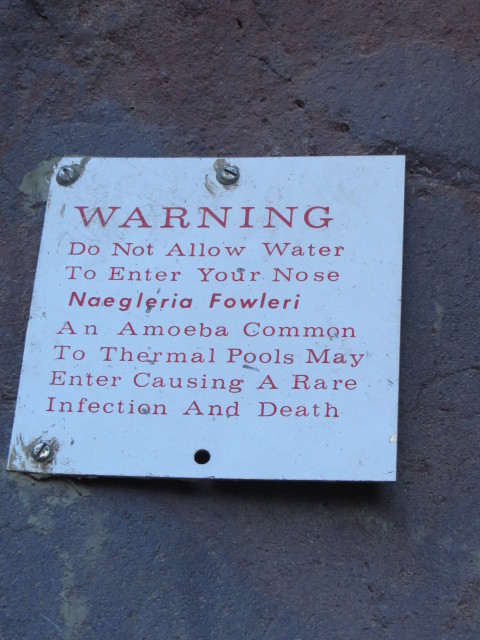 WARNING
Do Not Allow Water
To Enter Your Nose
Naegleria Fowleri
An Amoeba Common
To Thermal Pools May
Enter Causing A Rare
Infection And Death